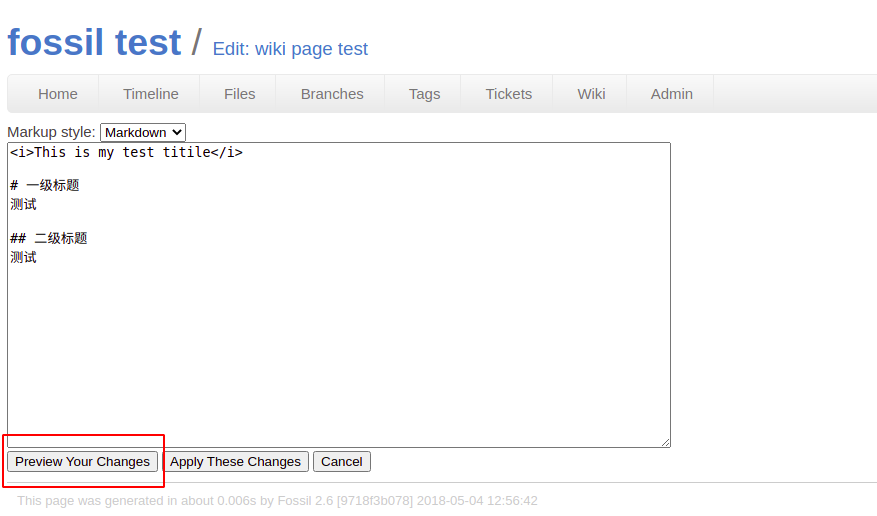 fossil test / Edit: wiki page test
Home Timeline Files Branches Tags Tickets Wiki Admin
Markup style: Markdown
<i>This is my test titile</i>
# 一级标题
测试
## 二级标题
测试
Preview Your Changes Apply These Changes Cancel
This page was generated in about 0.006s by Fossil 2.6 [9718f3b078] 2018-05-04 12:56:42